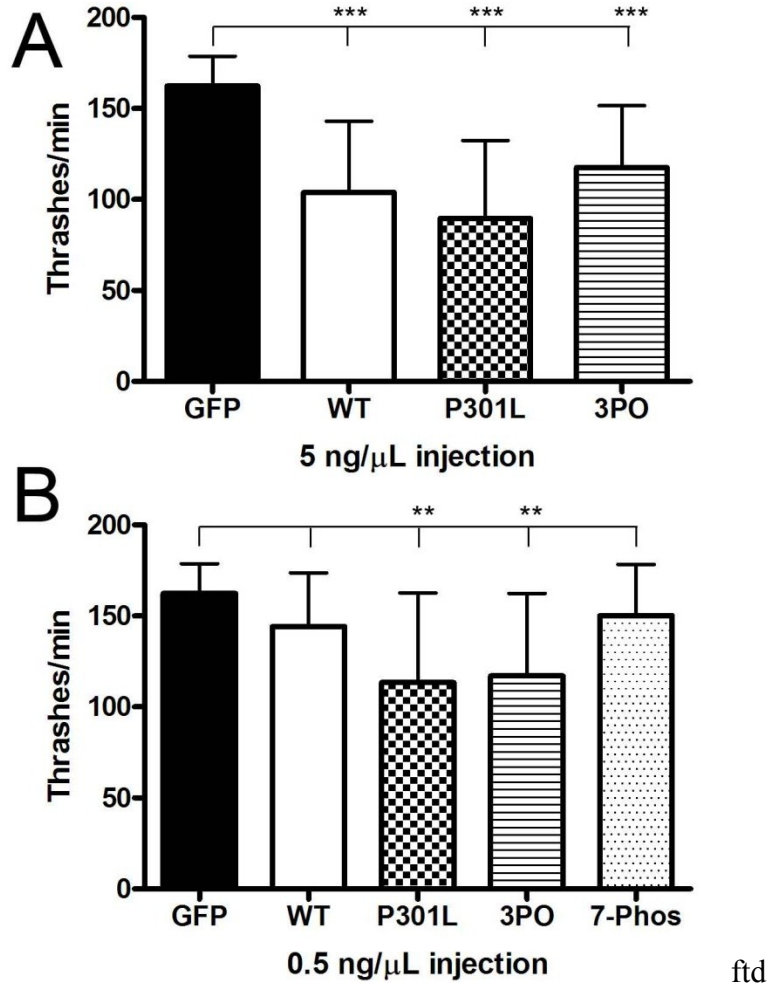 A
Thrashes/min
200
150
100
50
0
*** *** ***
GFP WT P301L 3PO
5 ng/μL injection
B
Thrashes/min
200
150
100
50
0
** **
GFP WT P301L 3PO 7-Phos
0.5 ng/μL injection
ftd